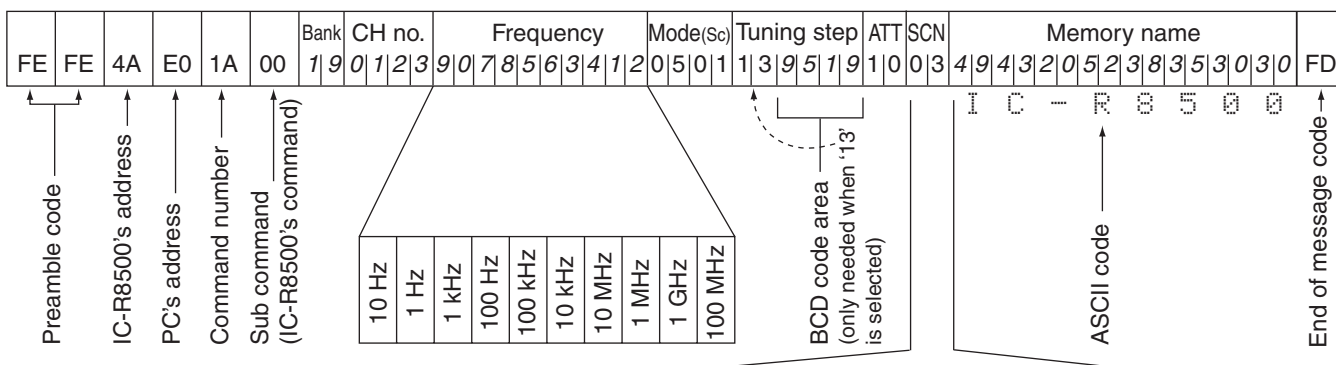 Bank CH no. Frequency Mode(Sc) Tuning step ATT SCN Memory name
FE FE 4A E0 1A 00 1 9 0 1 2 3 9 0 7 8 5 6 3 4 1 2 0 5 0 1 1 3 9 5 1 9 1 0 0 3 4 9 4 3 2 0 5 2 3 8 3 5 3 0 3 0 FD
I C - R 8 5 0 0
Preamble code
IC-R8500's address
PC's address
Command number
Sub command
(IC-R8500's command)
10 Hz
1 Hz
1 kHz
100 Hz
100 kHz
10 kHz
10 MHz
1 MHz
1 GHz
100 MHz
BCD code area
(only needed when '13'
is selected)
ASCII code
End of message code